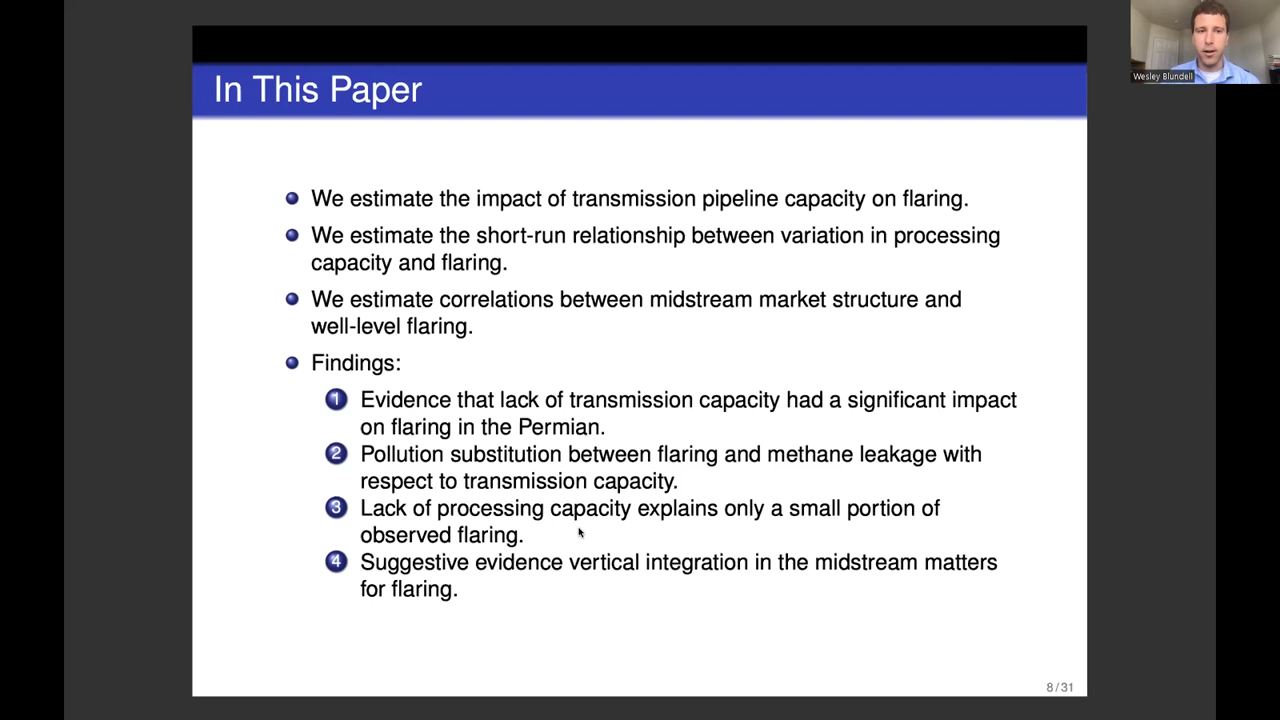 Wesley Blundell
In This Paper
We estimate the impact of transmission pipeline capacity on flaring.
We estimate the short-run relationship between variation in processing
capacity and flaring.
We estimate correlations between midstream market structure and
well-level flaring.
Findings:
1 Evidence that lack of transmission capacity had a significant impact
on flaring in the Permian.
2 Pollution substitution between flaring and methane leakage with
respect to transmission capacity.
3 Lack of processing capacity explains only a small portion of
observed flaring.
4 Suggestive evidence vertical integration in the midstream matters
for flaring.
8 / 31